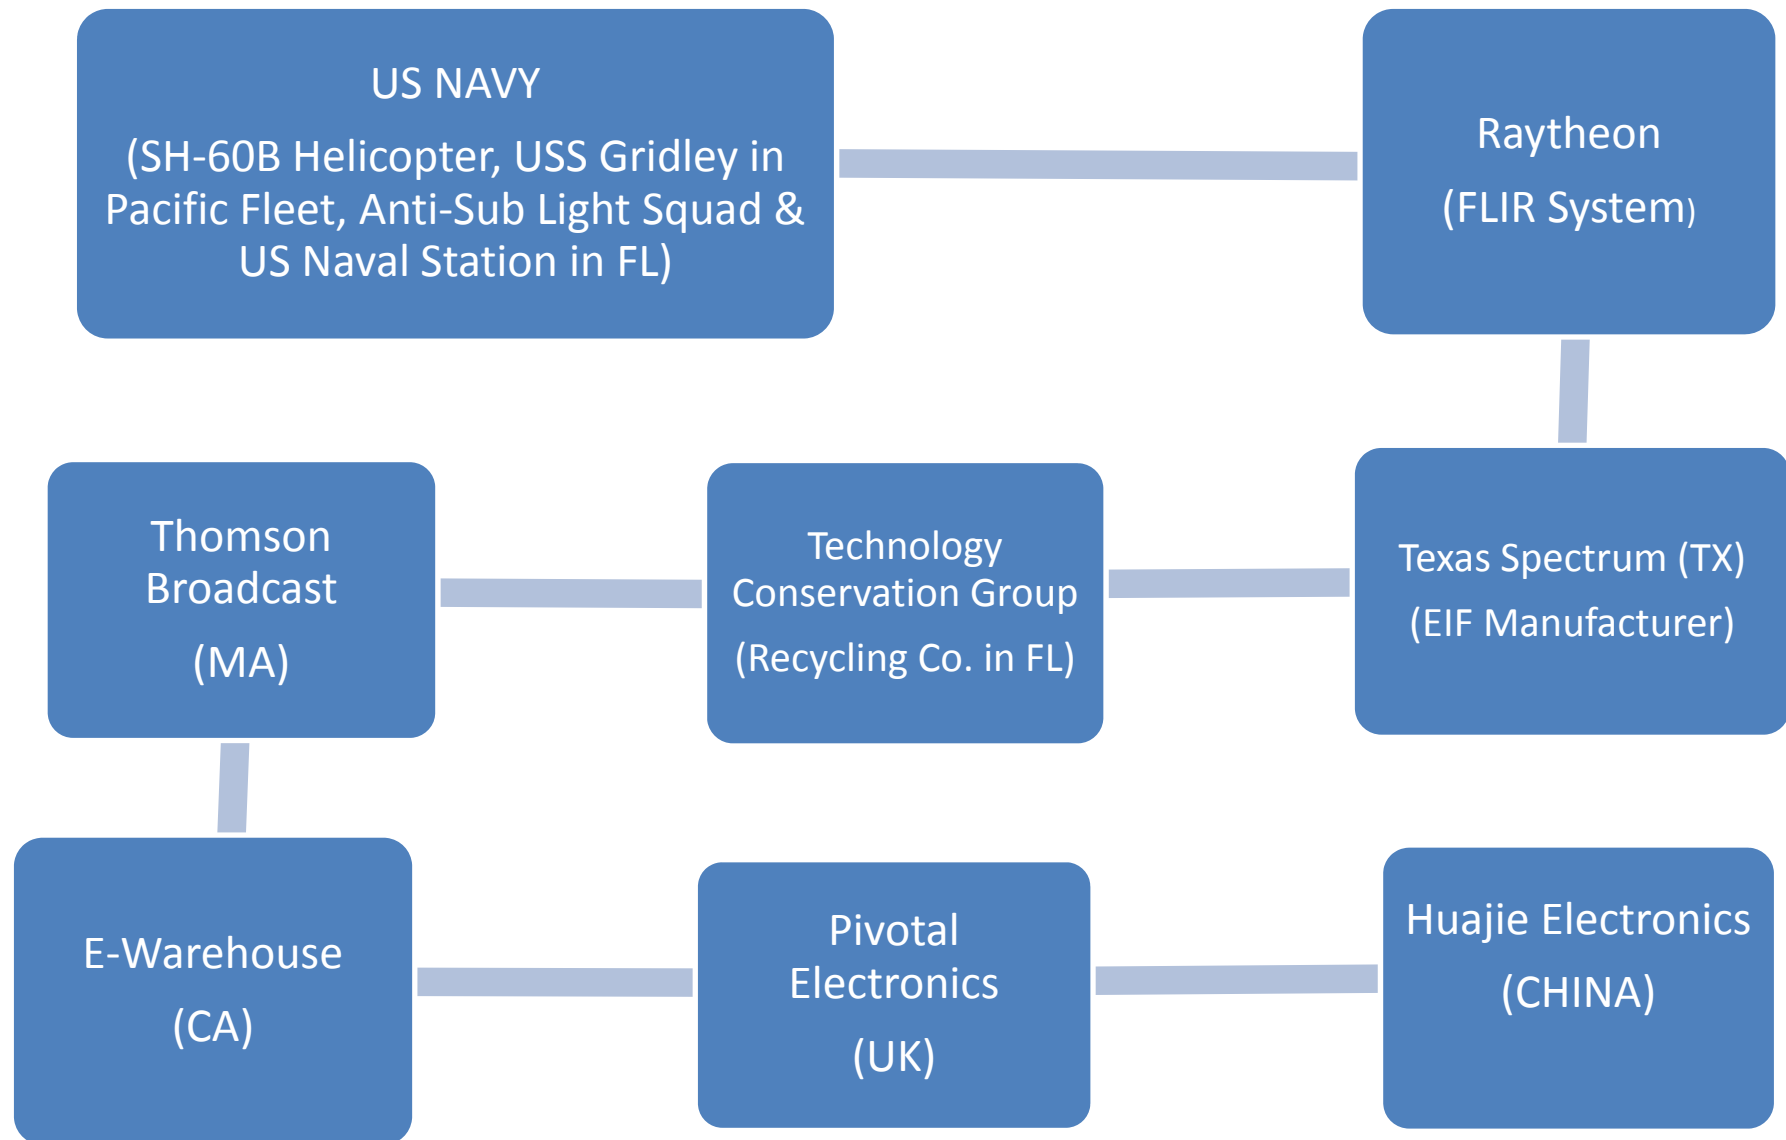 US NAVY
(SH-60B Helicopter, USS Gridley in
Pacific Fleet, Anti-Sub Light Squad &
US Naval Station in FL)
Raytheon
(FLIR System)
Thomson
Broadcast
(MA)
Technology
Conservation Group
(Recycling Co. in FL)
Texas Spectrum (TX)
(EIF Manufacturer)
E-Warehouse
(CA)
Pivotal
Electronics
(UK)
Huajie Electronics
(CHINA)